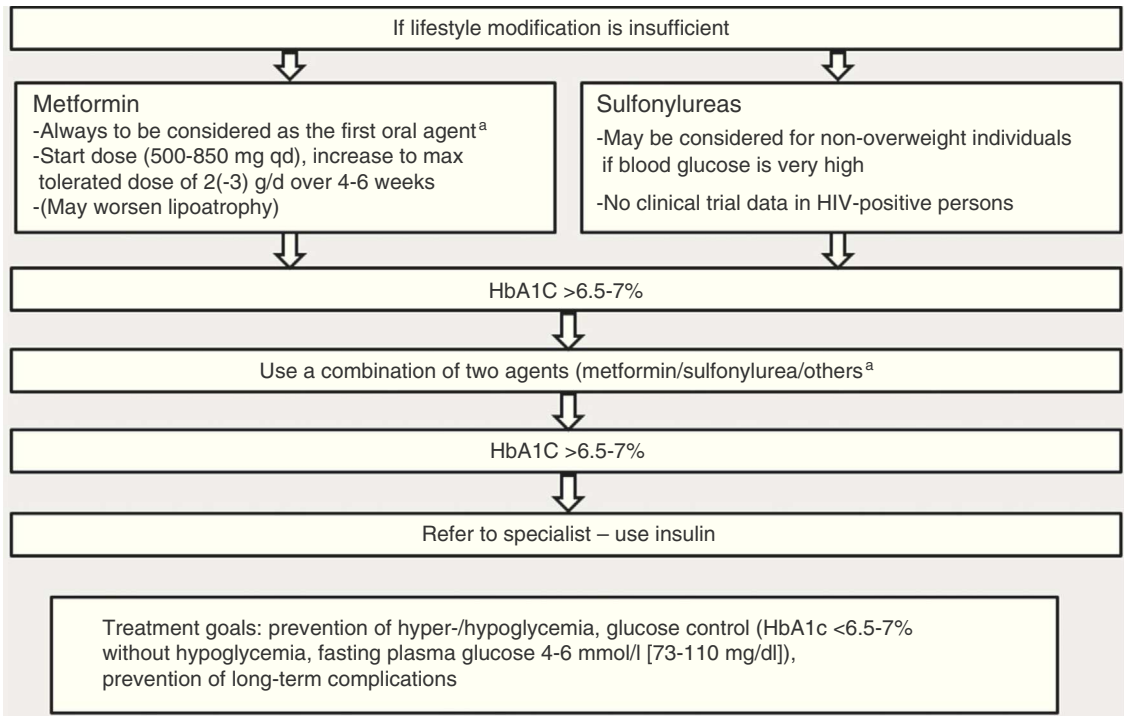 If lifestyle modification is insufficient
Metformin
-Always to be considered as the first oral agent a
-Start dose (500-850 mg qd), increase to max
tolerated dose of 2(-3) g/d over 4-6 weeks
-(May worsen lipoatrophy)
Sulfonylureas
-May be considered for non-overweight individuals
if blood glucose is very high
-No clinical trial data in HIV-positive persons
HbA1C >6.5-7%
Use a combination of two agents (metformin/sulfonylurea/others a
HbA1C >6.5-7%
Refer to specialist – use insulin
Treatment goals: prevention of hyper-/hypoglycemia, glucose control (HbA1c <6.5-7%
without hypoglycemia, fasting plasma glucose 4-6 mmol/l [73-110 mg/dl]),
prevention of long-term complications